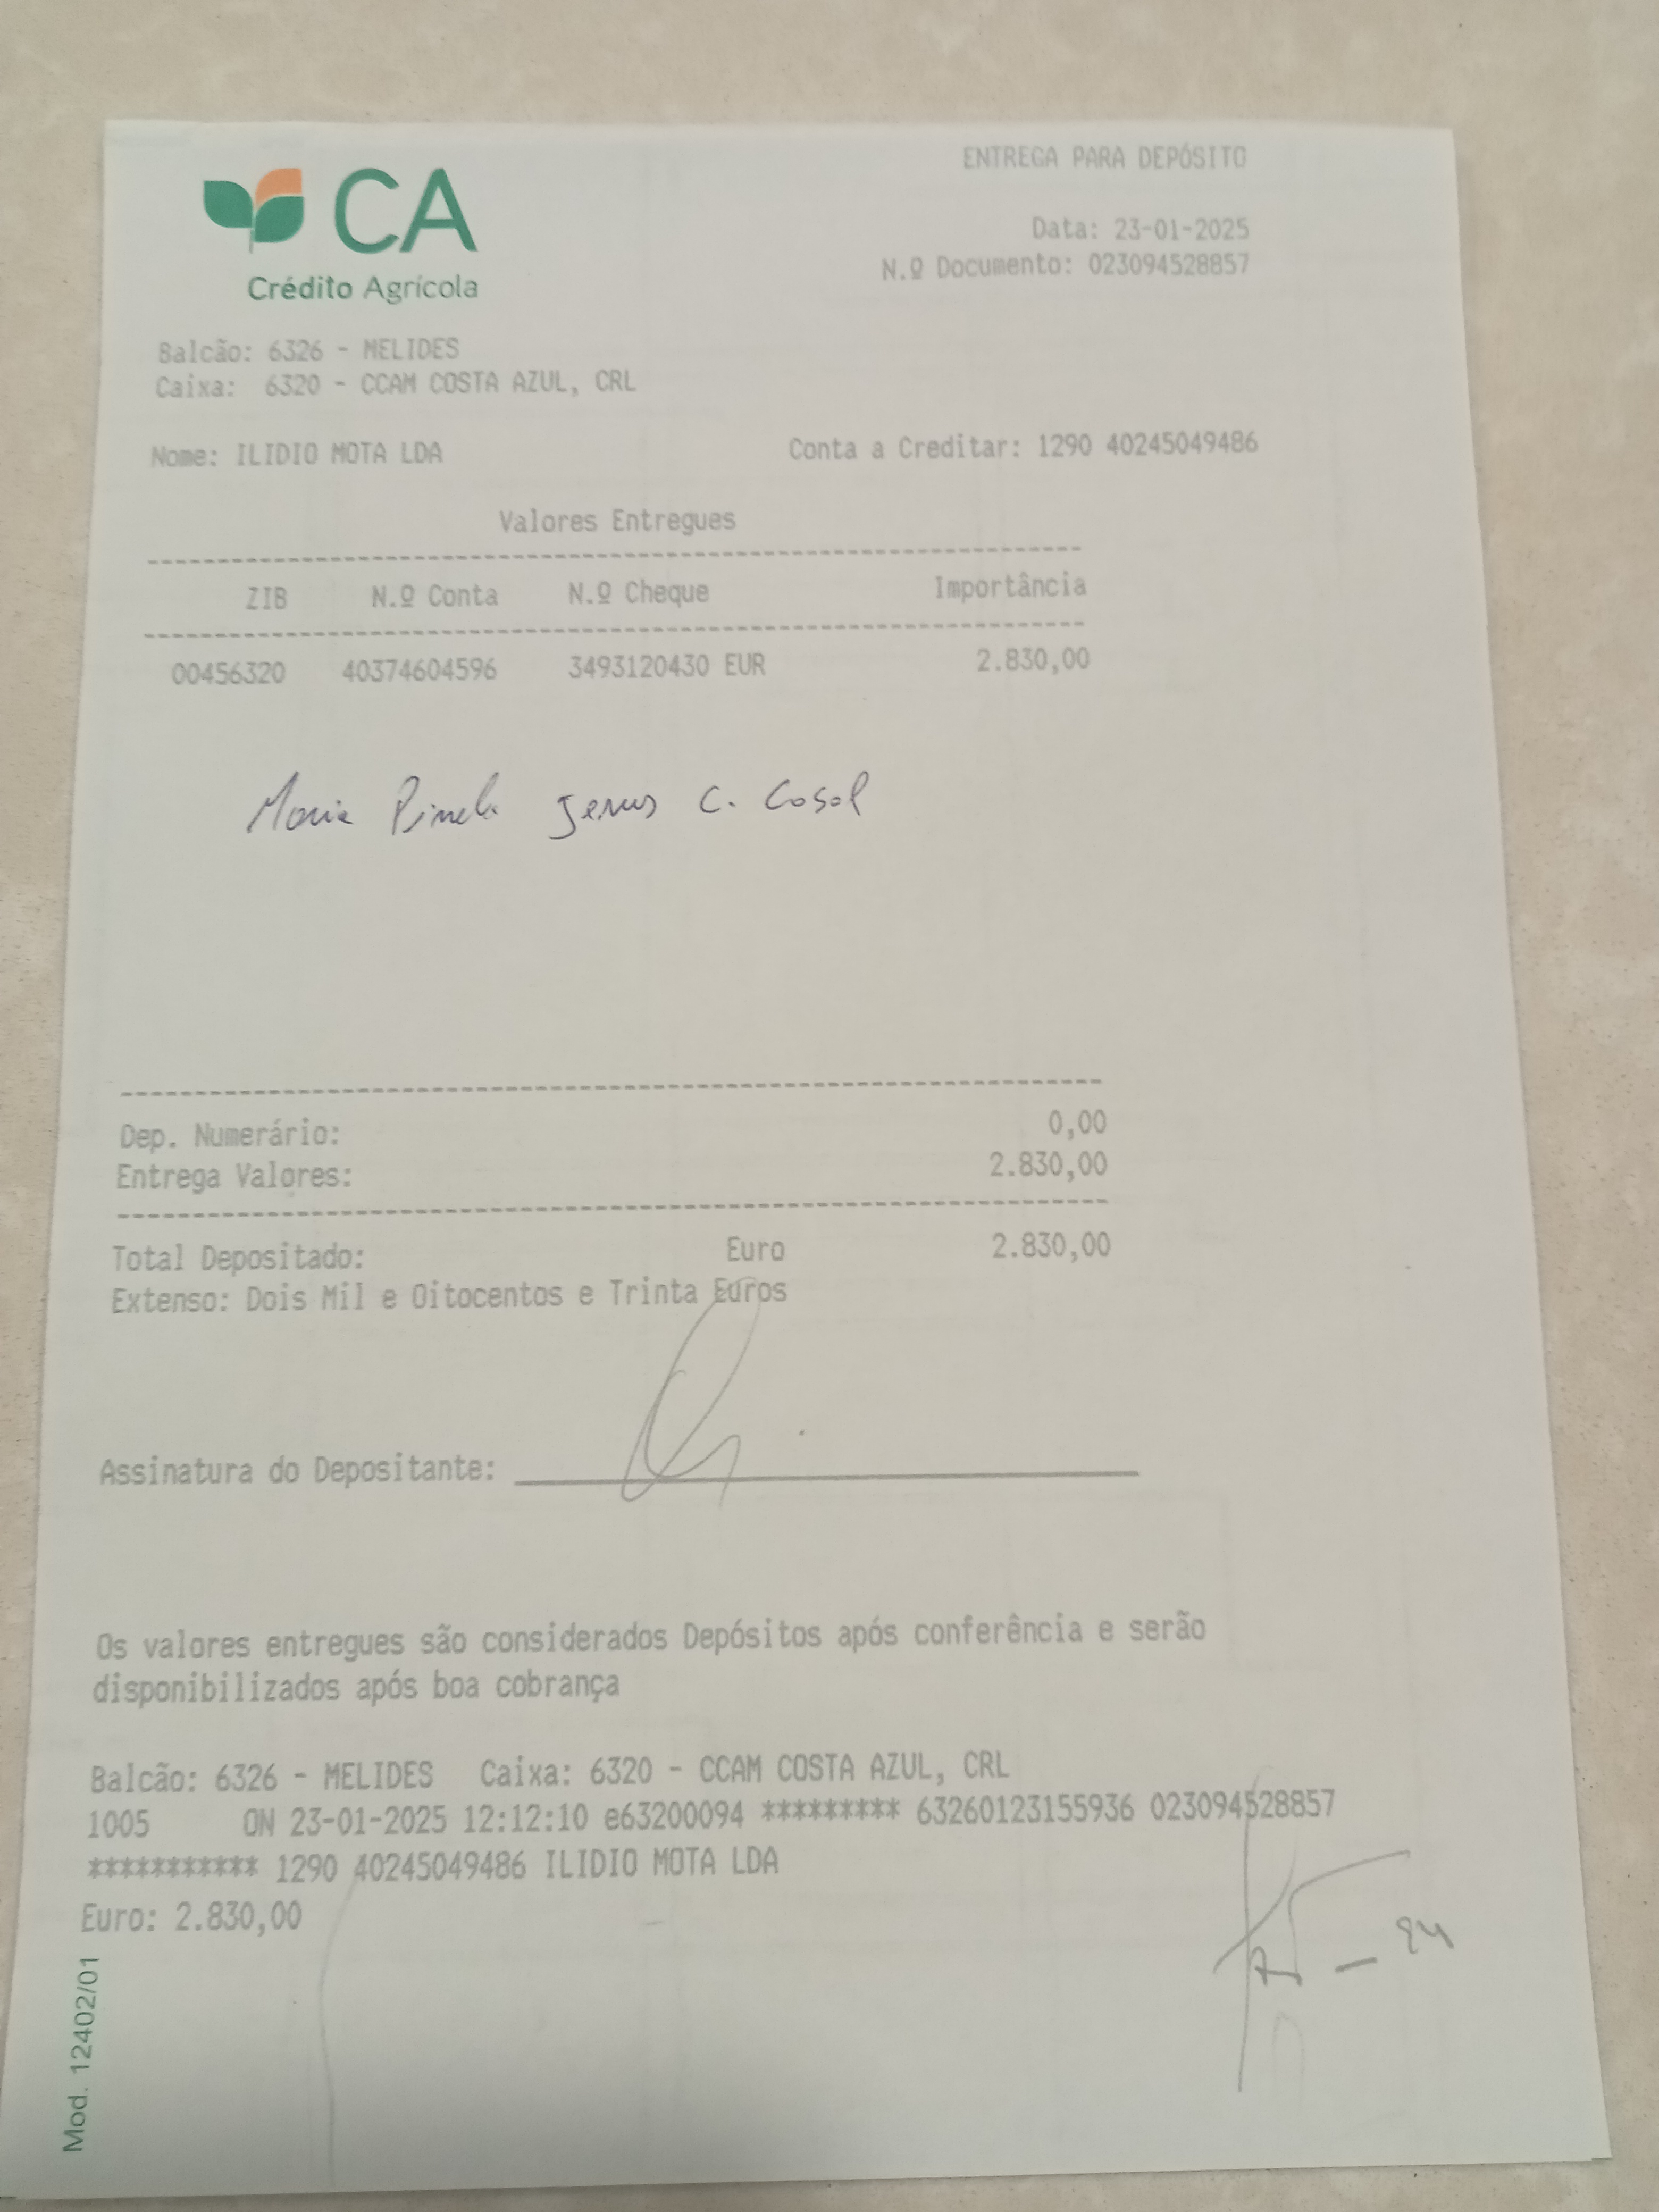 CA
Crédito Agrícola
ENTREGA PARA DEPÓSITO
Data: 23-01-2025
N.º Documento: 023094528857
Balcão: 6326 - MELIDES
Caixa: 6320 - CCAM COSTA AZUL, CRL
Nome: ILIDIO MOTA LDA Conta a Creditar: 1290 40245049486
Valores Entregues
ZIB N.º Conta N.º Cheque Importância
00456320 40374604596 3493120430 EUR 2.830,00
Maria Jesus C.
Dep. Numerário: 0,00
Entrega Valores: 2.830,00
Total Depositado: Euro 2.830,00
Extenso: Dois Mil e Oitocentos e Trinta Euros
Assinatura do Depositante:
Os valores entregues são considerados Depósitos após conferência e serão
disponibilizados após boa cobrança
Balcão: 6326 - MELIDES Caixa: 6320 - CCAM COSTA AZUL, CRL
1005 ON 23-01-2025 12:12:10 e63200094 ********* 63260123155936 023094528857
*********** 1290 40245049486 ILIDIO MOTA LDA
Euro: 2.830,00
Mod. 12402/01